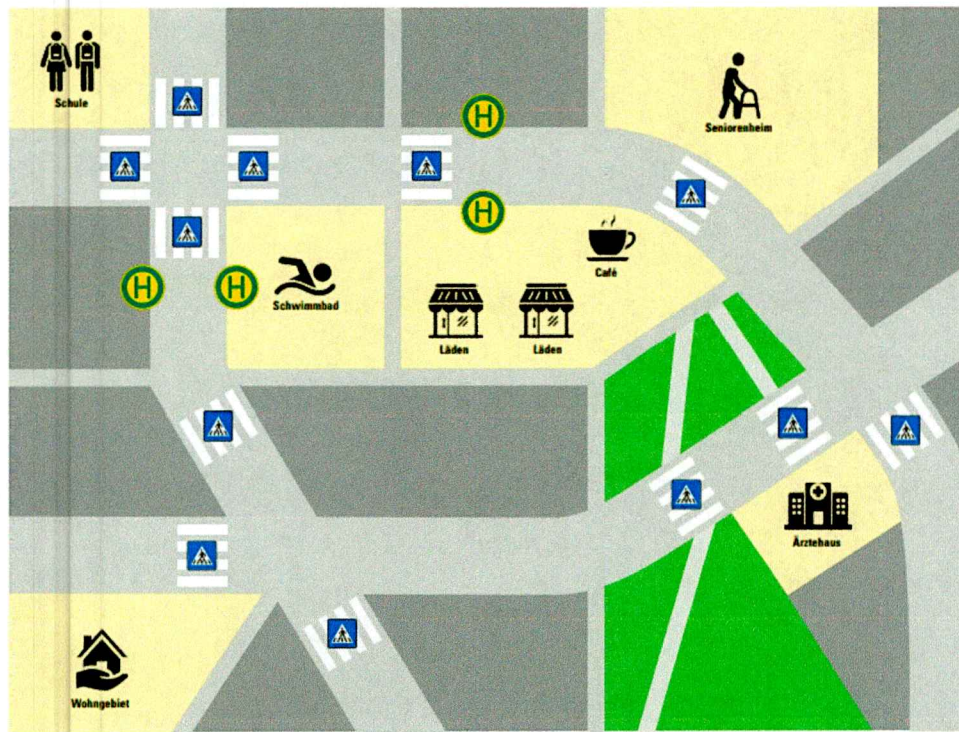 Schule
Seniorenheim
H
H
Café
H
H
Schwimmbad
Läden
Läden
Ärztehaus
Wohngebiet